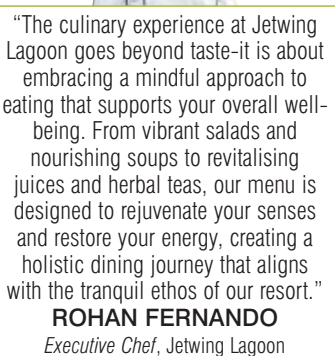 “The culinary experience at Jetwing
Lagoon goes beyond taste-it is about
embracing a mindful approach to
eating that supports your overall well-
being. From vibrant salads and
nourishing soups to revitalising
juices and herbal teas, our menu is
designed to rejuvenate your senses
and restore your energy, creating a
holistic dining journey that aligns
with the tranquil ethos of our resort.”
ROHAN FERNANDO
Executive Chef, Jetwing Lagoon